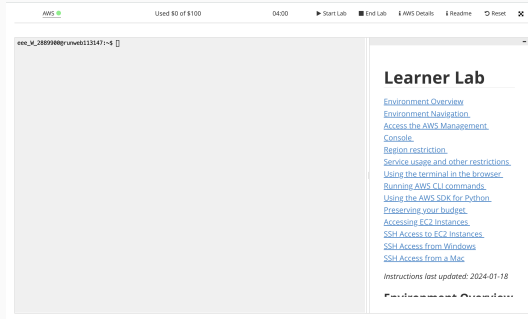 AWS Used $0 of $100 04:00 Start Lab End Lab AWS Details Readme Reset
eee_W_2889900@runweb113147:~$
Learner Lab
Environment Overview
Environment Navigation
Access the AWS Management
Console
Region restriction
Service usage and other restrictions
Using the terminal in the browser
Running AWS CLI commands
Using the AWS SDK for Python
Preserving your budget
Accessing EC2 Instances
SSH Access to EC2 Instances
SSH Access from Windows
SSH Access from a Mac
Instructions last updated: 2024-01-18
Environment Overview